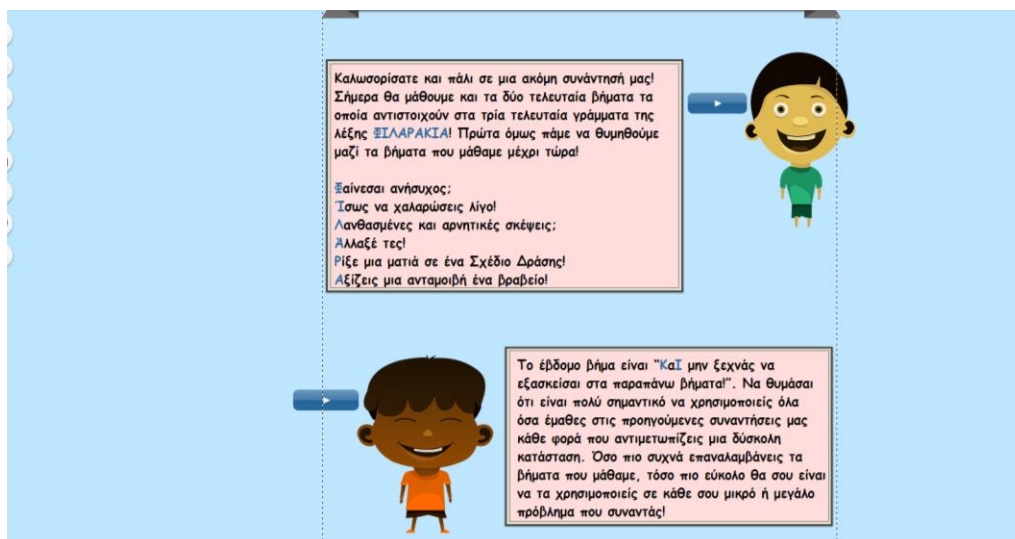 Καλωσορίσατε και πάλι σε μια ακόμη συνάντησή μας!
Σήμερα θα μάθουμε και τα δύο τελευταία βήματα τα
οποία αντιστοιχούν στα τρία τελευταία γράμματα της
λέξης ΦΙΛΑΡΑΚΙΑ! Πρώτα όμως πάμε να θυμηθούμε
μαζί τα βήματα που μάθαμε μέχρι τώρα!
Φαίνεσαι ανήσυχος;
Ίσως να χαλαρώσεις λίγο!
Λανθασμένες και αρνητικές σκέψεις;
Άλλαξέ τες!
Ρίξε μια ματιά σε ένα Σχέδιο Δράσης!
Αξίζεις μια ανταμοιβή ένα βραβείο!
Το έβδομο βήμα είναι "ΚαΙ μην ξεχνάς να
εξασκείσαι στα παραπάνω βήματα!". Να θυμάσαι
ότι είναι πολύ σημαντικό να χρησιμοποιείς όλα
όσα έμαθες στις προηγούμενες συναντήσεις μας
κάθε φορά που αντιμετωπίζεις μια δύσκολη
κατάσταση. Όσο πιο συχνά επαναλαμβάνεις τα
βήματα που μάθαμε, τόσο πιο εύκολο θα σου είναι
να τα χρησιμοποιείς σε κάθε σου μικρό ή μεγάλο
πρόβλημα που συναντάς!